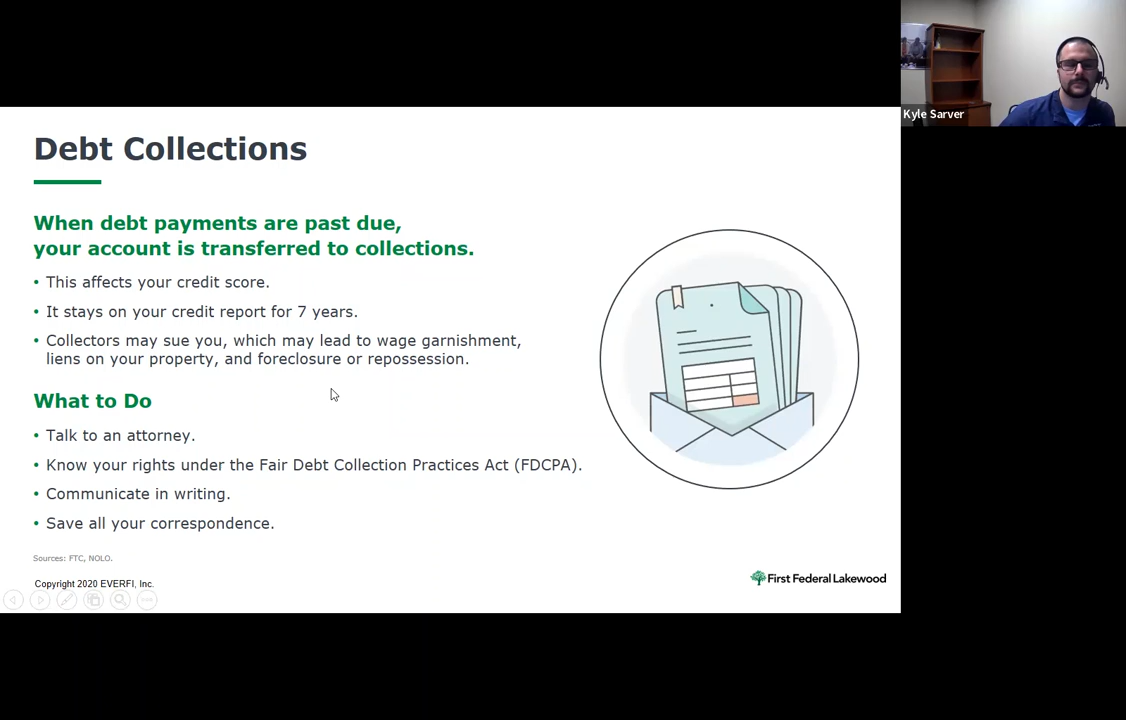 Kyle Sarver
Debt Collections
When debt payments are past due,
your account is transferred to collections.
• This affects your credit score.
• It stays on your credit report for 7 years.
• Collectors may sue you, which may lead to wage garnishment,
liens on your property, and foreclosure or repossession.
What to Do
• Talk to an attorney.
• Know your rights under the Fair Debt Collection Practices Act (FDCPA).
• Communicate in writing.
• Save all your correspondence.
Sources: FTC, NOLO.
Copyright 2020 EVERFI, Inc.
First Federal Lakewood